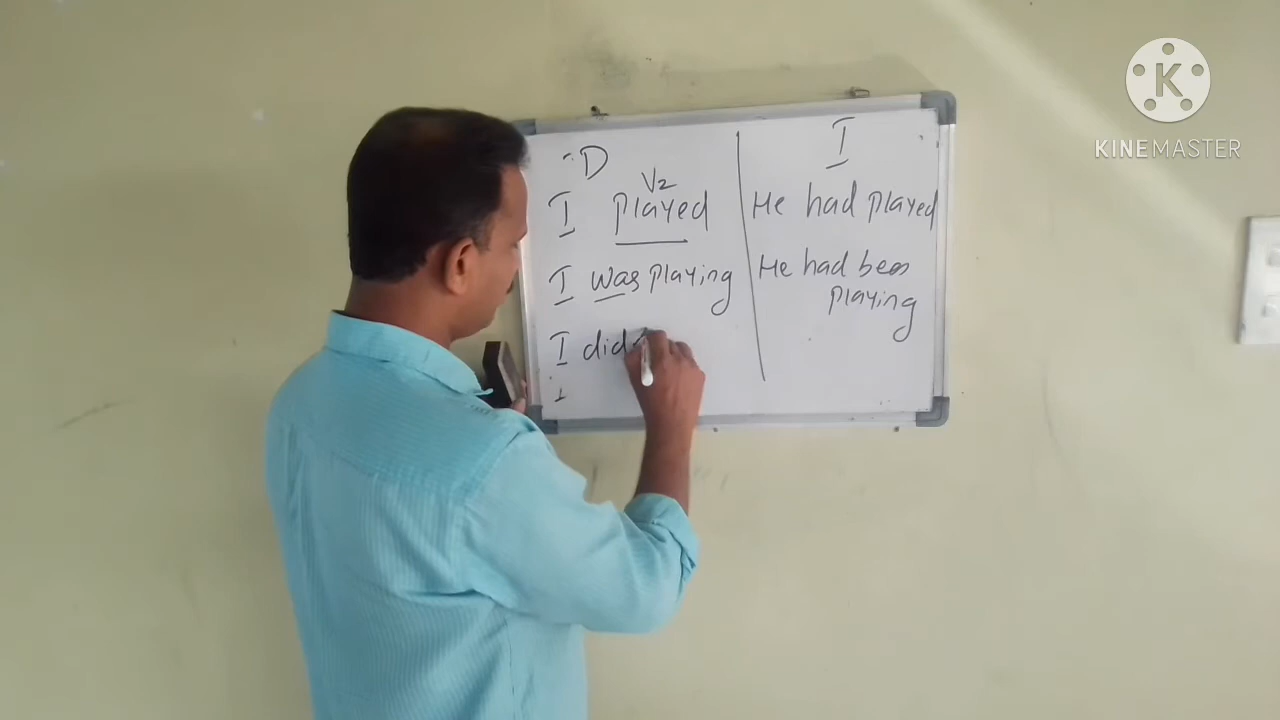 D
V2
I played
I was playing
I did
I
I
He had played
He had been
playing
KINEMASTER